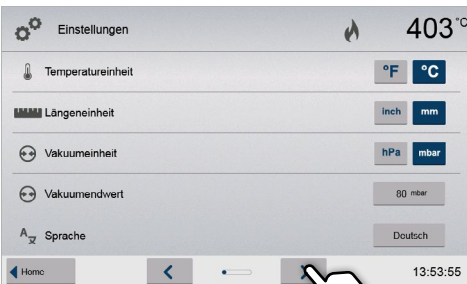 Einstellungen 403 °C
Temperatureinheit °F °C
Längeneinheit inch mm
Vakuumeinheit hPa mbar
Vakuumendwert 80 mbar
Sprache Deutsch
Home 13:53:55